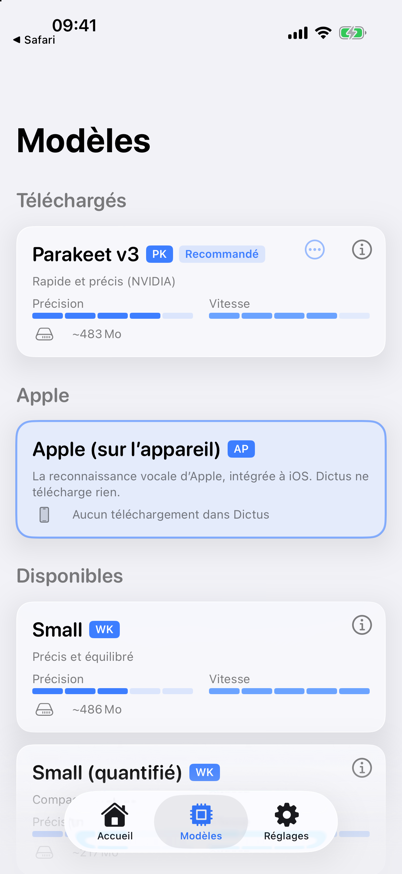 09:41
◀ Safari
Modèles
Téléchargés
Parakeet v3 PK Recommandé
Rapide et précis (NVIDIA)
Précision Vitesse
~483 Mo
Apple
Apple (sur l’appareil) AP
La reconnaissance vocale d’Apple, intégrée à iOS. Dictus ne
télécharge rien.
Aucun téléchargement dans Dictus
Disponibles
Small WK
Précis et équilibré
Précision Vitesse
~486 Mo
Small (quantifié) WK
Accueil Modèles Réglages